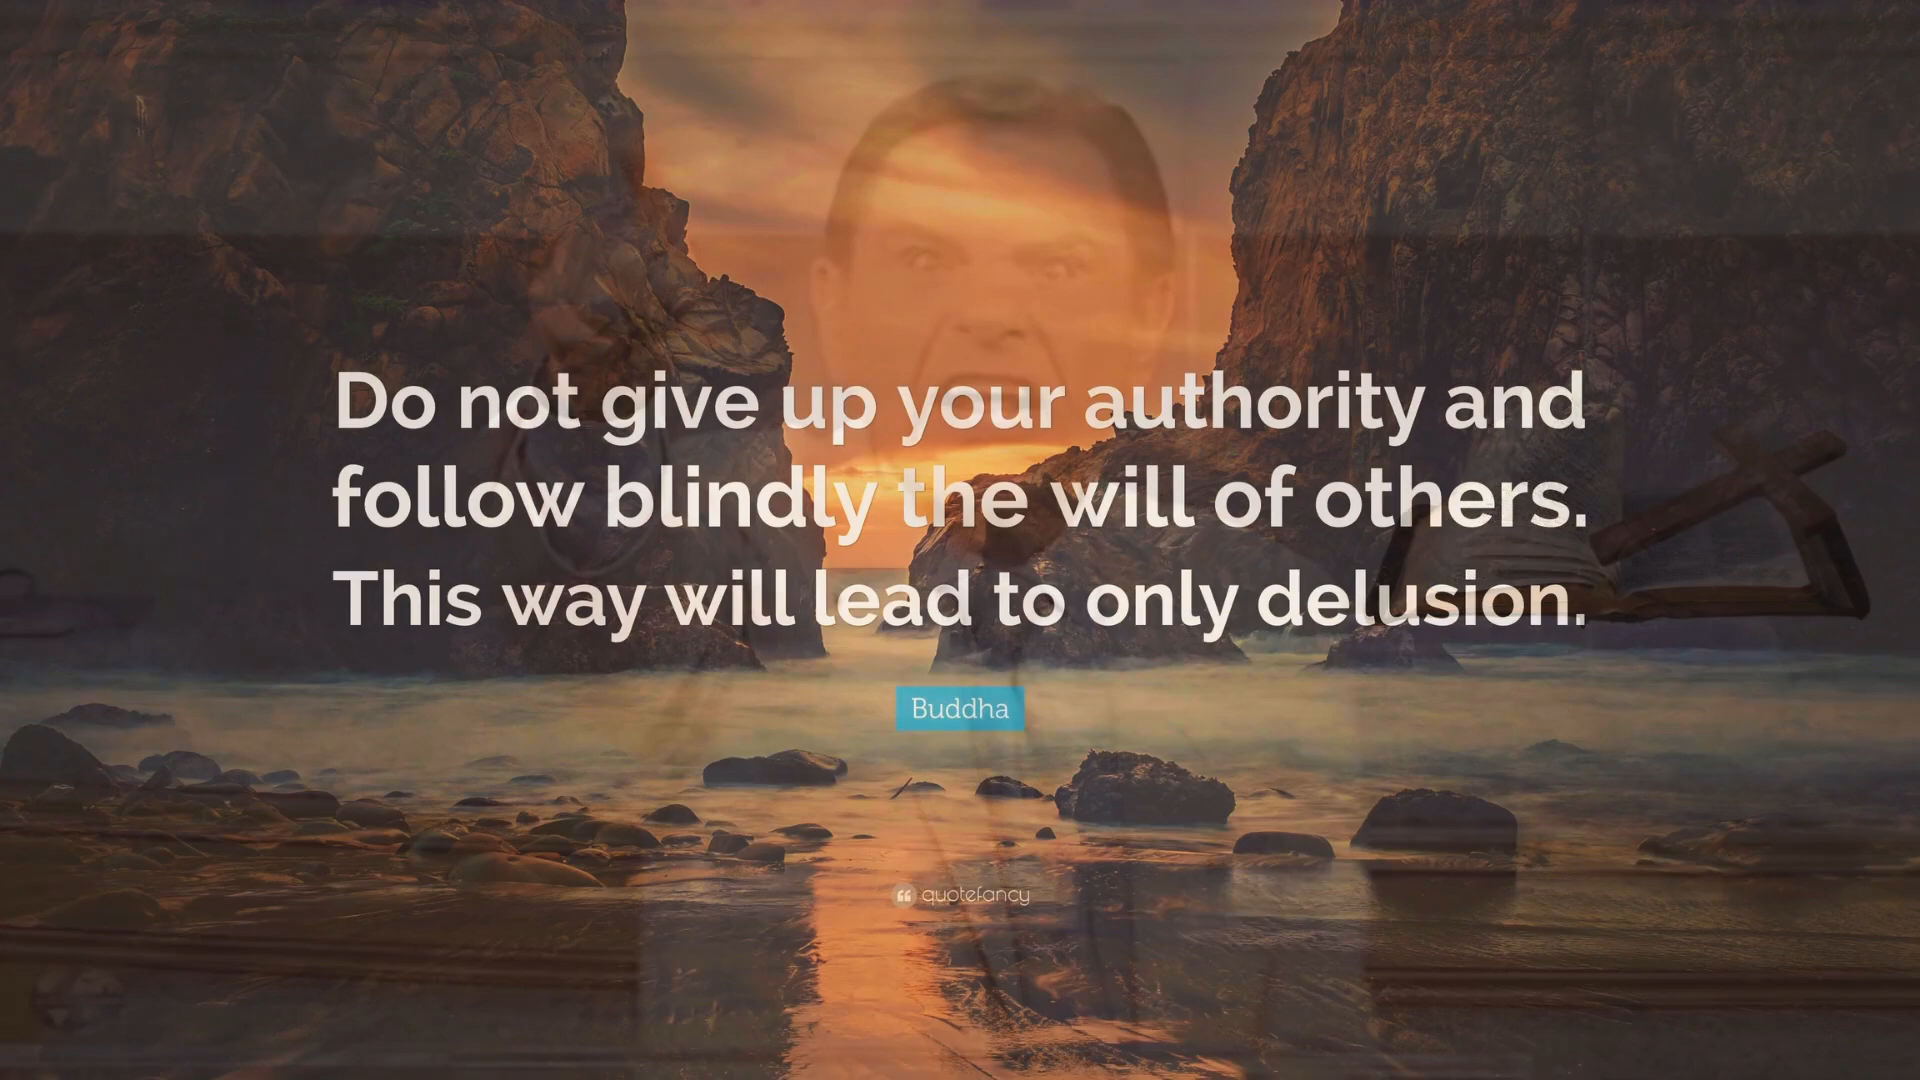 Do not give up your authority and
follow blindly the will of others.
This way will lead to only delusion.
Buddha
quotefancy